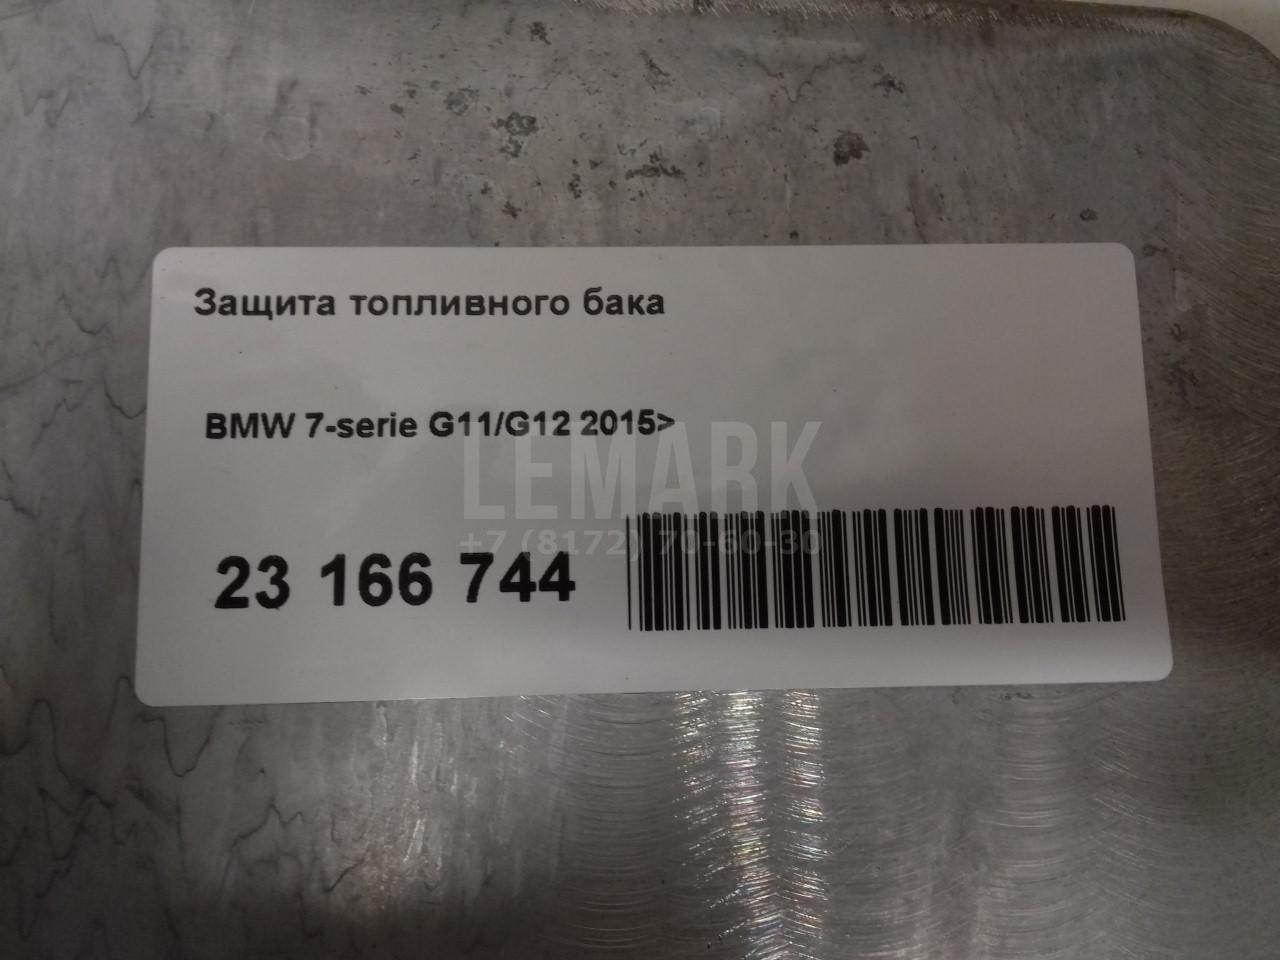 Защита топливного бака
BMW 7-serie G11/G12 2015>
LEMARK
+7 (8172) 70-60-30
23 166 744